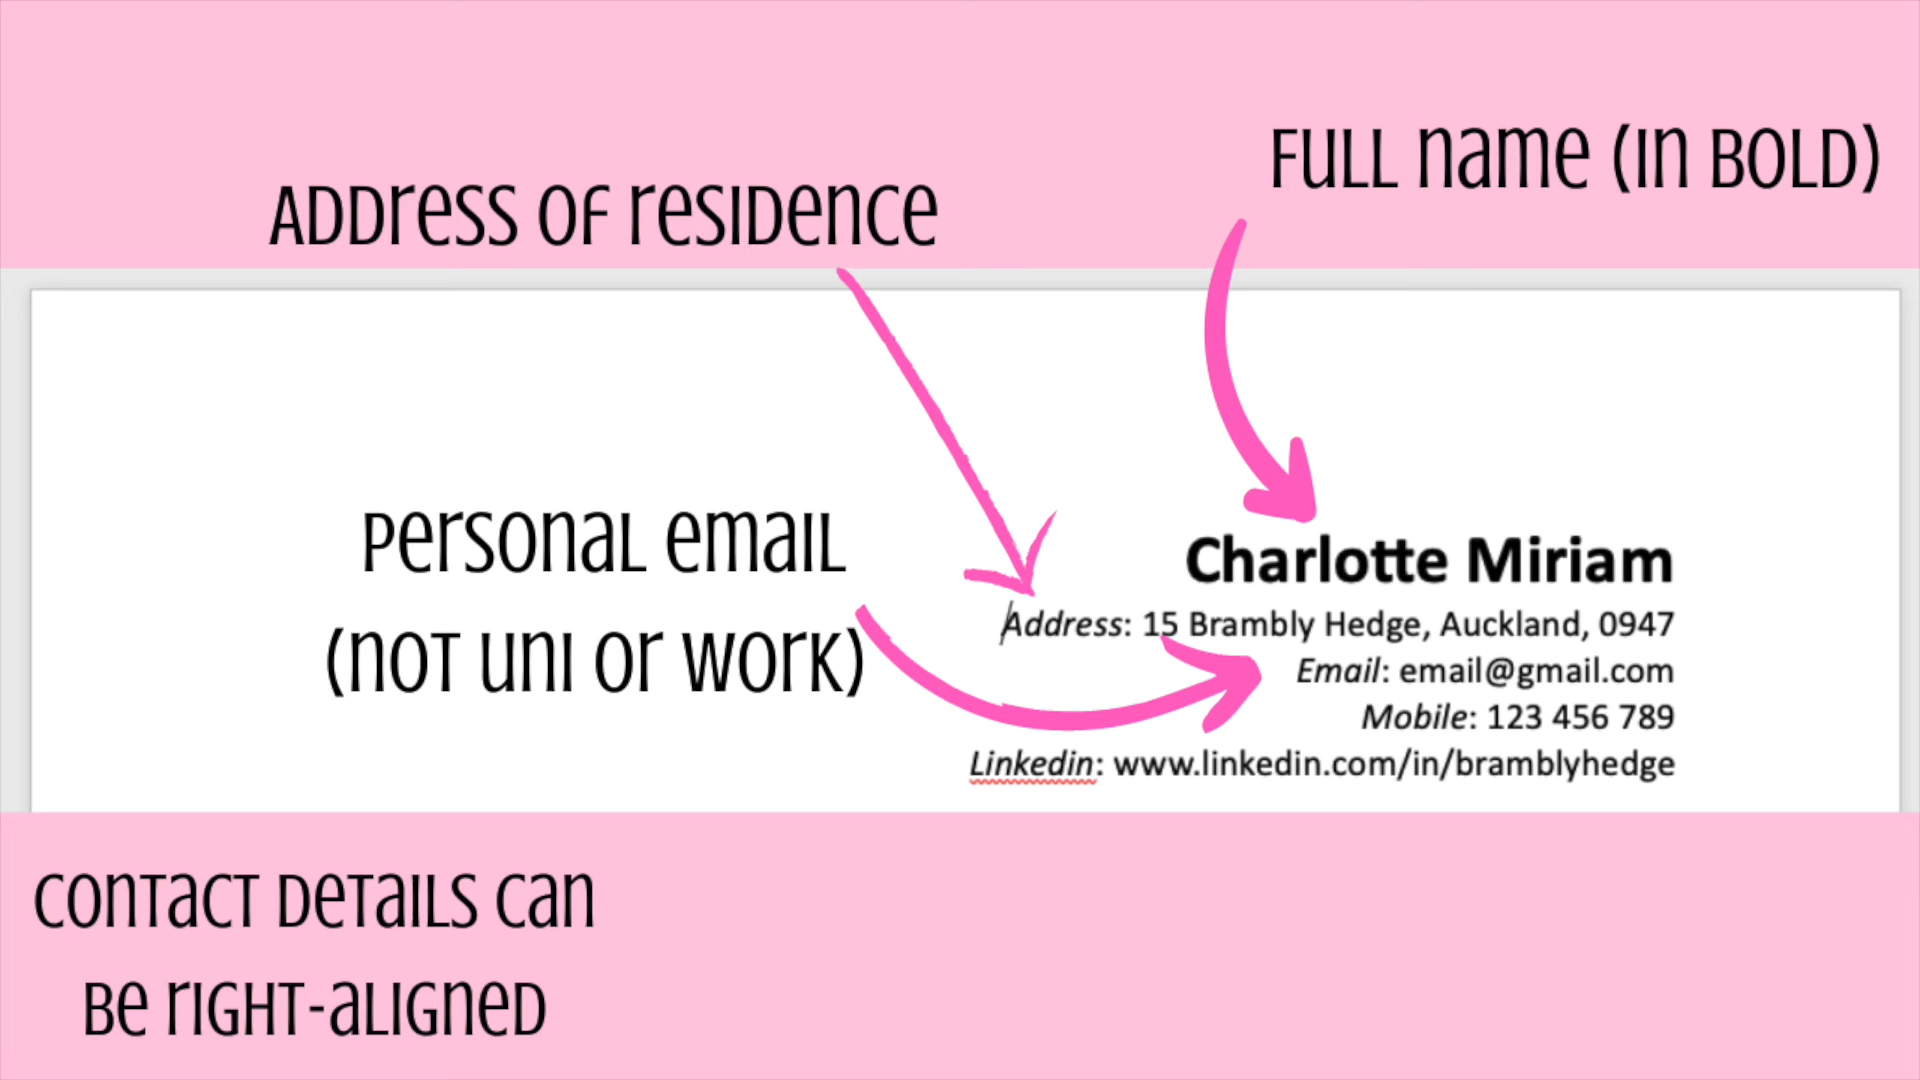 Full name (in bold)
Address of residence
Personal email
(not uni or work)
Charlotte Miriam
Address: 15 Brambly Hedge, Auckland, 0947
Email: email@gmail.com
Mobile: 123 456 789
Linkedin: www.linkedin.com/in/bramblyhedge
Contact details can
be right-aligned